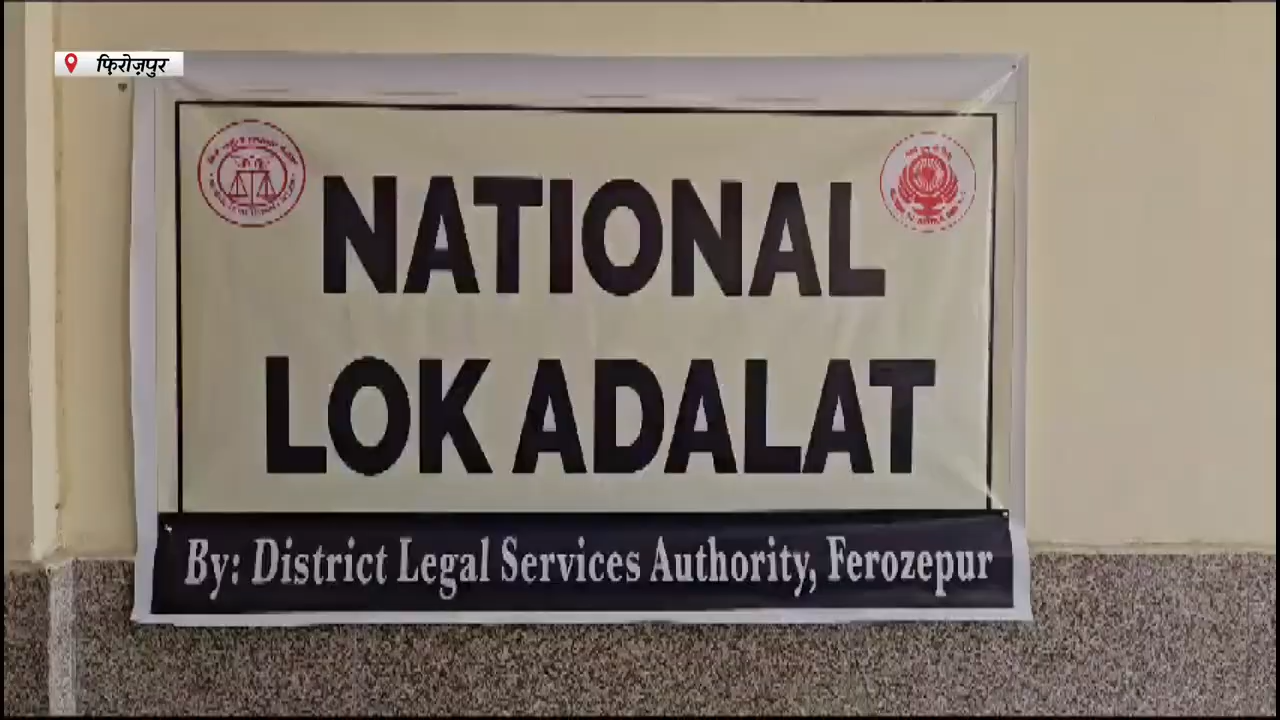 फ़िरोज़पुर
NATIONAL
LOK ADALAT
By: District Legal Services Authority, Ferozepur